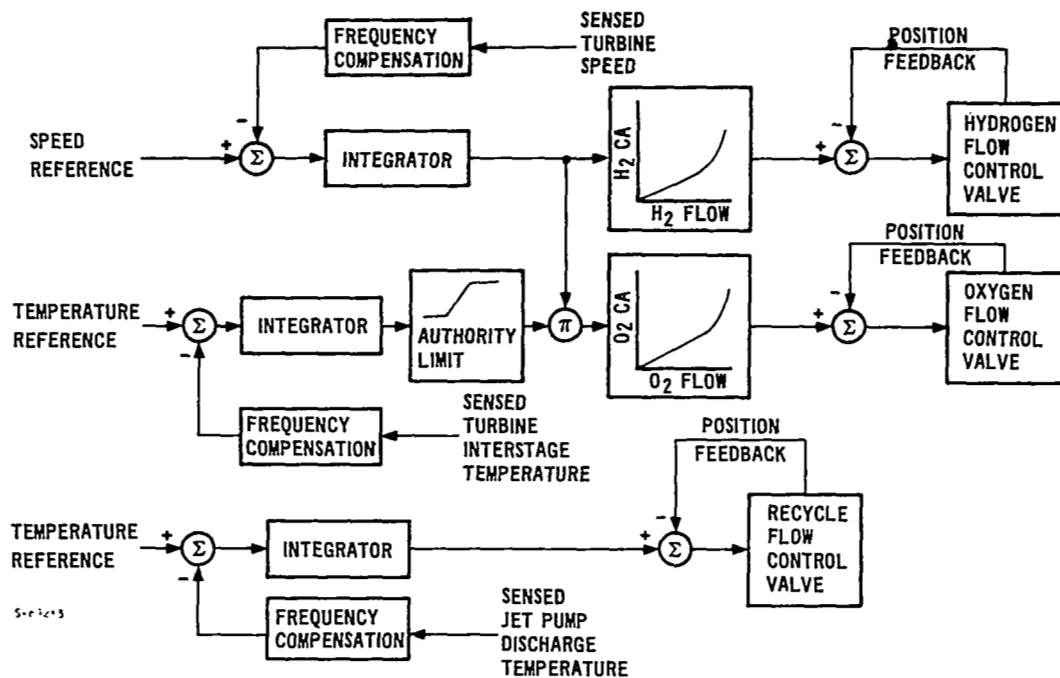 FREQUENCY
COMPENSATION
SENSED
TURBINE
SPEED
POSITION
FEEDBACK
SPEED
REFERENCE
+
-
Σ
INTEGRATOR
H2 CA
H2 FLOW
+
-
Σ
HYDROGEN
FLOW
CONTROL
VALVE
TEMPERATURE
REFERENCE
+
-
Σ
INTEGRATOR
AUTHORITY
LIMIT
π
O2 CA
O2 FLOW
POSITION
FEEDBACK
+
-
Σ
OXYGEN
FLOW
CONTROL
VALVE
FREQUENCY
COMPENSATION
SENSED
TURBINE
INTERSTAGE
TEMPERATURE
POSITION
FEEDBACK
TEMPERATURE
REFERENCE
+
-
Σ
INTEGRATOR
+
-
Σ
RECYCLE
FLOW
CONTROL
VALVE
FREQUENCY
COMPENSATION
SENSED
JET PUMP
DISCHARGE
TEMPERATURE